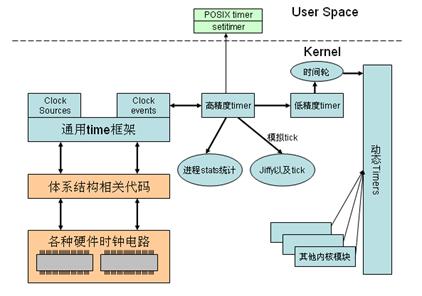 User Space
POSIX timer
setitimer
Kernel
时间轮
Clock
Sources
Clock
events
通用time框架
高精度timer
低精度timer
模拟tick
进程stats统计
Jiffy以及tick
动态Timers
体系结构相关代码
各种硬件时钟电路
其他内核模块